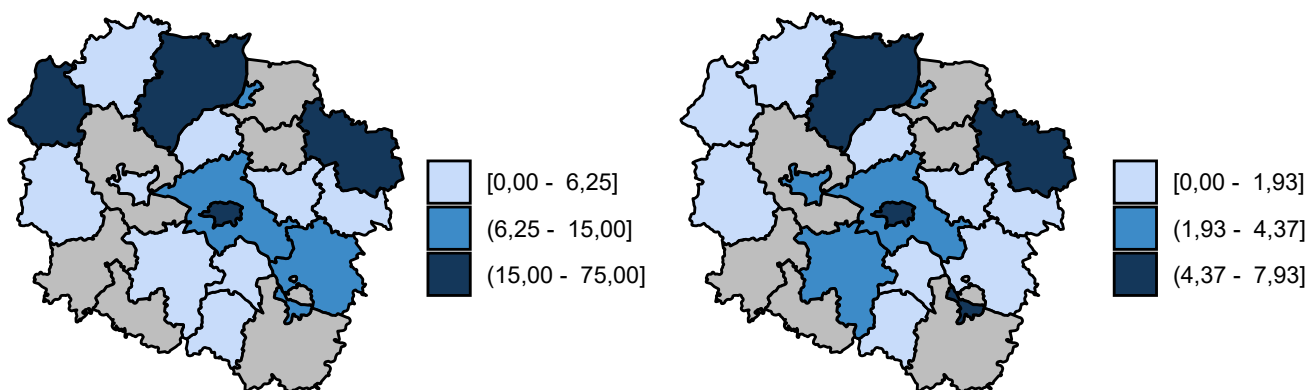 [0,00 - 6,25]
(6,25 - 15,00]
(15,00 - 75,00]
[0,00 - 1,93]
(1,93 - 4,37]
(4,37 - 7,93]